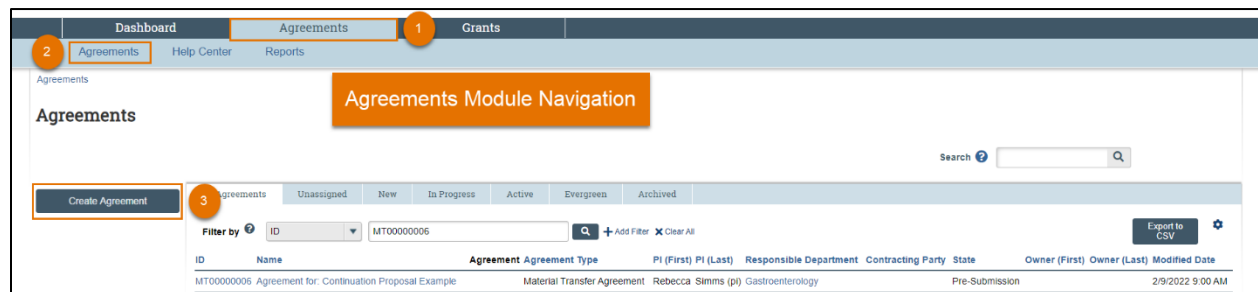 Dashboard Agreements 1 Grants
2 Agreements Help Center Reports
Agreements
Agreements Module Navigation
Agreements
Search ?
Create Agreement
3 Agreements Unassigned New In Progress Active Evergreen Archived
Filter by ? ID MT00000006 + Add Filter X Clear All
Export to CSV
ID Name Agreement Agreement Type PI (First) PI (Last) Responsible Department Contracting Party State Owner (First) Owner (Last) Modified Date
MT00000006 Agreement for: Continuation Proposal Example Material Transfer Agreement Rebecca Simms (pi) Gastroenterology Pre-Submission 2/9/2022 9:00 AM